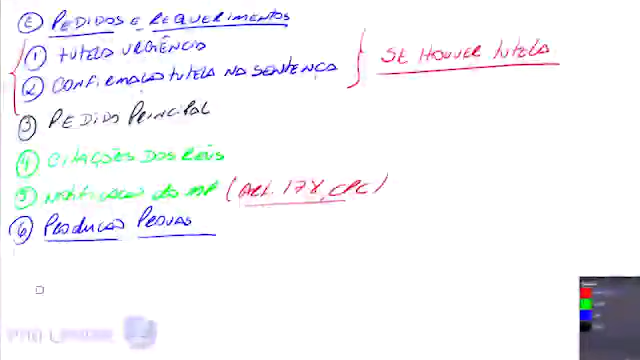 E PEDIDOS E REQUERIMENTOS
1 TUTELA URGÊNCIA
2 CONFIRMAÇÃO TUTELA NA SENTENÇA
SE HOUVER TUTELA
3 PEDIDO PRINCIPAL
4 CITAÇÕES DOS RÉUS
5 NOTIFICAÇÃO DO MP (ART. 178, CPC)
6 PRODUÇÃO PROVAS